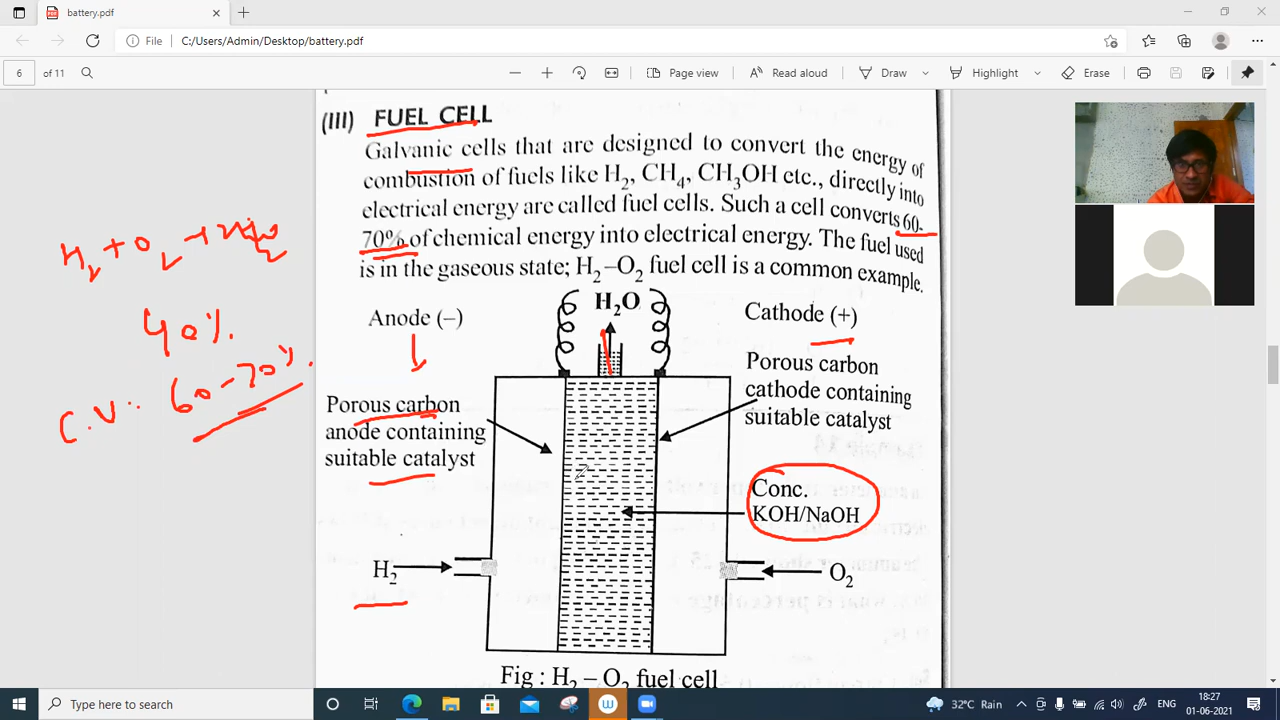 battery.pdf
File
C:/Users/Admin/Desktop/battery.pdf
6
of 11
Page view
Read aloud
Draw
Highlight
Erase
(III) FUEL CELL
Galvanic cells that are designed to convert the energy of
combustion of fuels like H₂, CH₄, CH₃OH etc., directly into
electrical energy are called fuel cells. Such a cell converts 60-
70% of chemical energy into electrical energy. The fuel used
is in the gaseous state; H₂–O₂ fuel cell is a common example.
H₂ + O₂ →
40%.
C.V: 60-70%.
H₂O
Anode (–)
Cathode (+)
Porous carbon
anode containing
suitable catalyst
Porous carbon
cathode containing
suitable catalyst
Conc.
KOH/NaOH
H₂
O₂
Fig : H₂ – O₂ fuel cell
Type here to search
32°C Rain
ENG
18:27
01-06-2021